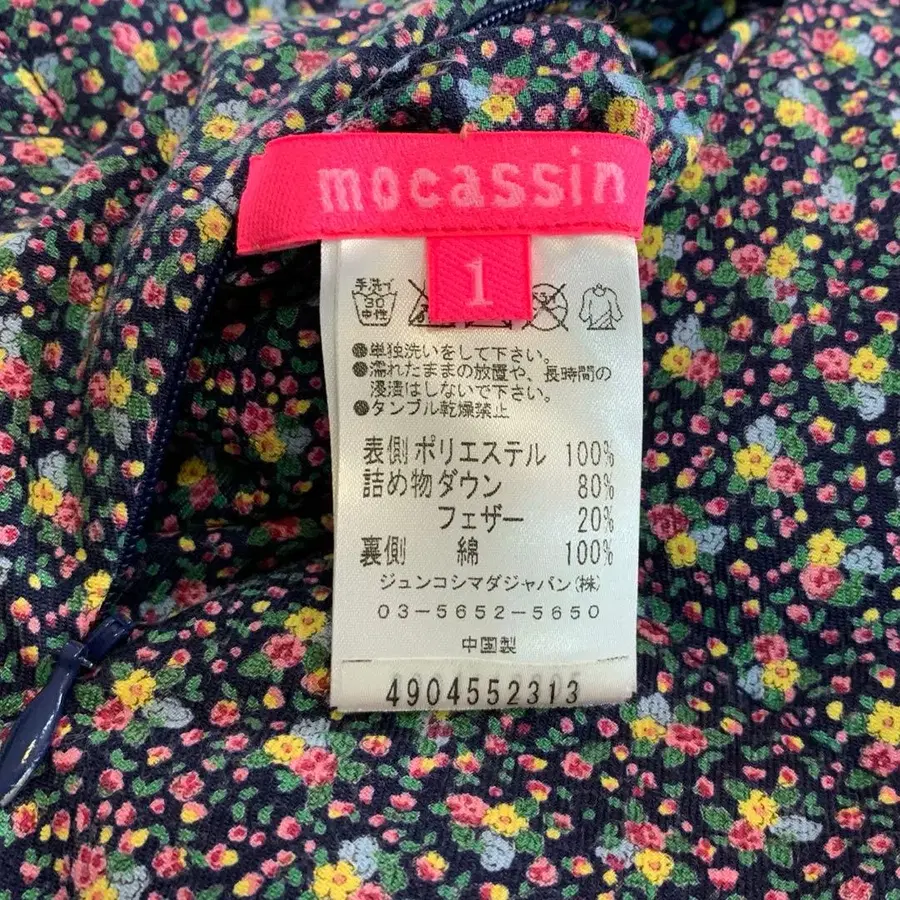 mocassin
1
手洗イ
30
中性
●単独洗いをして下さい。
●濡れたままの放置や、長時間の
浸漬はしないで下さい。
●タンブル乾燥禁止
表側 ポリエステル 100%
詰め物 ダウン 80%
フェザー 20%
裏側 綿 100%
ジュンコシマダジャパン(株)
03-5652-5650
中国製
4904552313